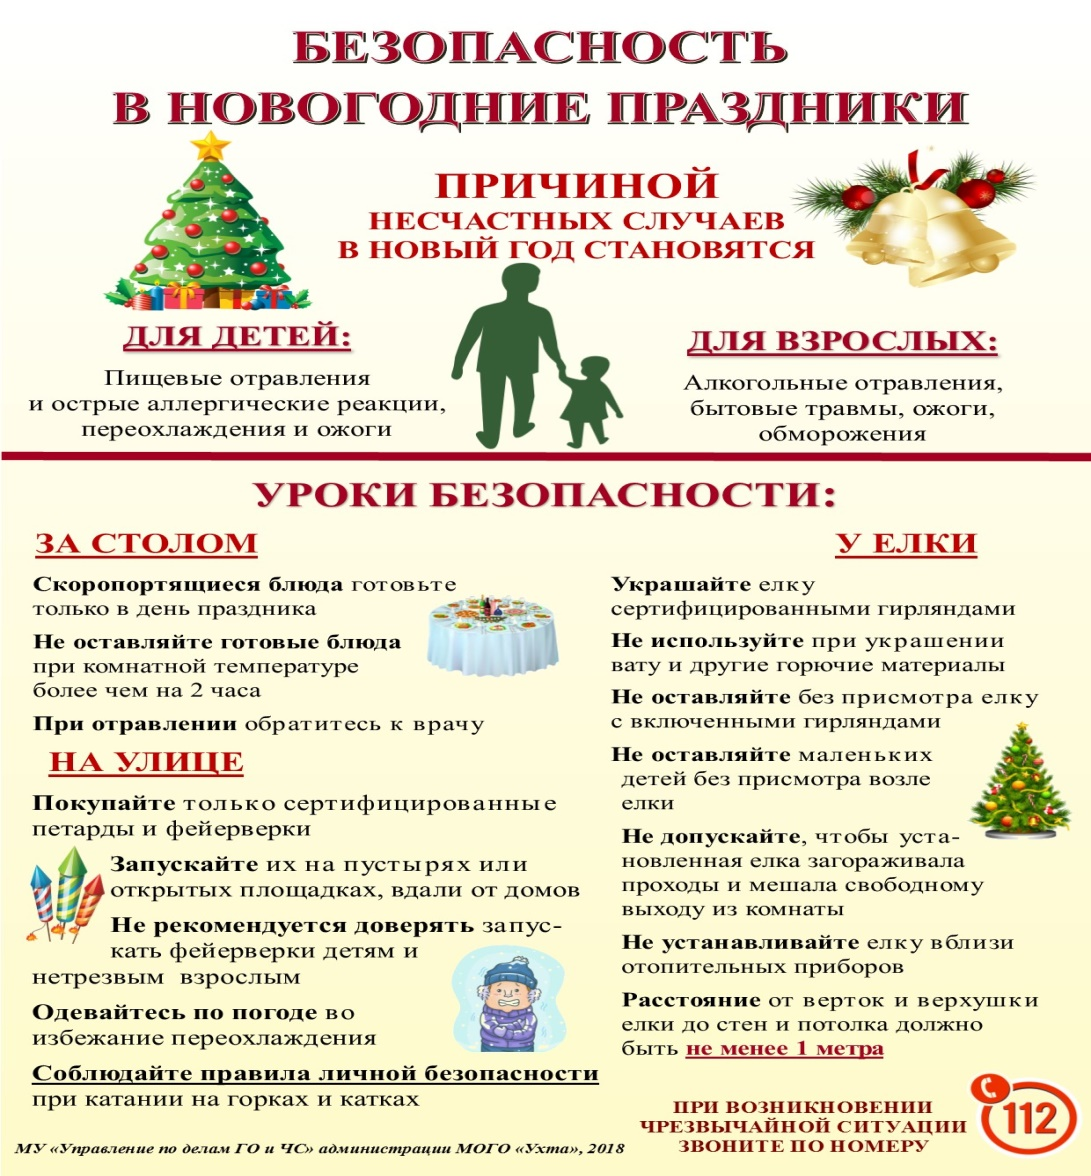 БЕЗОПАСНОСТЬ
В НОВОГОДНИЕ ПРАЗДНИКИ
ПРИЧИНОЙ
НЕСЧАСТНЫХ СЛУЧАЕВ
В НОВЫЙ ГОД СТАНОВЯТСЯ
ДЛЯ ДЕТЕЙ:
Пищевые отравления
и острые аллергические реакции,
переохлаждения и ожоги
ДЛЯ ВЗРОСЛЫХ:
Алкогольные отравления,
бытовые травмы, ожоги,
обморожения
УРОКИ БЕЗОПАСНОСТИ:
ЗА СТОЛОМ
Скоропортящиеся блюда готовьте
только в день праздника
Не оставляйте готовые блюда
при комнатной температуре
более чем на 2 часа
При отравлении обратитесь к врачу
НА УЛИЦЕ
Покупайте только сертифицированные
петарды и фейерверки
Запускайте их на пустырях или
открытых площадках, вдали от домов
Не рекомендуется доверять запус-
кать фейерверки детям и
нетрезвым взрослым
Одевайтесь по погоде во
избежание переохлаждения
Соблюдайте правила личной безопасности
при катании на горках и катках
У ЕЛКИ
Украшайте елку
сертифицированными гирляндами
Не используйте при украшении
вату и другие горючие материалы
Не оставляйте без присмотра елку
с включенными гирляндами
Не оставляйте маленьких
детей без присмотра возле
елки
Не допускайте, чтобы уста-
новленная елка загораживала
проходы и мешала свободному
выходу из комнаты
Не устанавливайте елку вблизи
отопительных приборов
Расстояние от верток и верхушки
елки до стен и потолка должно
быть не менее 1 метра
ПРИ ВОЗНИКНОВЕНИИ
ЧРЕЗВЫЧАЙНОЙ СИТУАЦИИ
ЗВОНИТЕ ПО НОМЕРУ
112
МУ «Управление по делам ГО и ЧС» администрации МОГО «Ухта», 2018